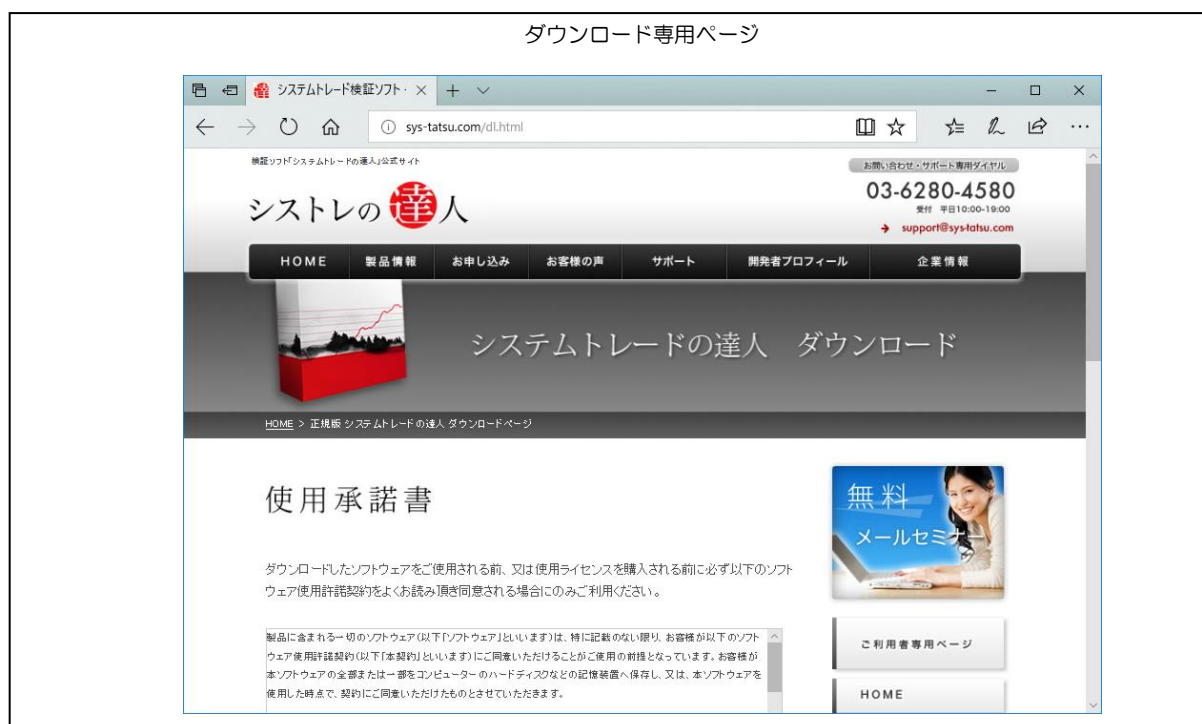 ダウンロード専用ページ
システムトレード検証ソフト・
sys-tatsu.com/dl.html
検証ソフト「システムトレードの達人」公式サイト
お問い合わせ・サポート専用ダイヤル
シストレの達人
03-6280-4580
受付 平日10:00-19:00
support@sys-tatsu.com
HOME 製品情報 お申し込み お客様の声 サポート 開発者プロフィール 企業情報
システムトレードの達人 ダウンロード
HOME > 正規版 システムトレードの達人 ダウンロードページ
使用承諾書
無料
メールセミナー
ダウンロードしたソフトウェアをご使用される前、又は使用ライセンスを購入される前に必ず以下のソフト
ウェア使用許諾契約をよくお読み頂き同意される場合にのみご利用ください。
製品に含まれる一切のソフトウェア(以下「ソフトウェア」といいます)は、特に記載のない限り、お客様が以下のソフト
ウェア使用許諾契約(以下「本契約」といいます)にご同意いただけることがご使用の前提となっています。お客様が
本ソフトウェアの全部または一部をコンピューターのハードディスクなどの記憶装置へ保存し、又は、本ソフトウェアを
使用した時点で、契約にご同意いただけたものとさせていただきます。
ご利用者専用ページ
HOME